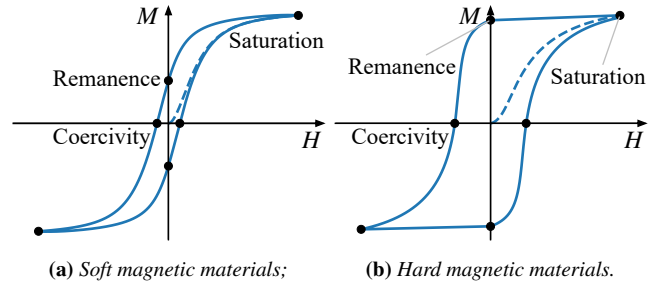 M
Saturation
Remanence
Coercivity
H
(a) Soft magnetic materials;
M
Remanence
Saturation
Coercivity
H
(b) Hard magnetic materials.